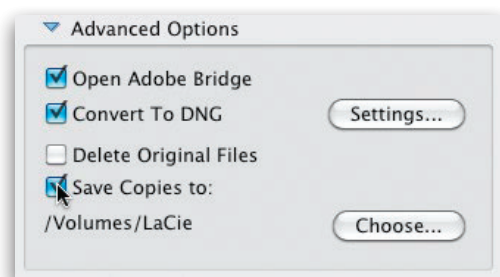 Advanced Options
Open Adobe Bridge
Convert To DNG Settings...
Delete Original Files
Save Copies to:
/Volumes/LaCie Choose...